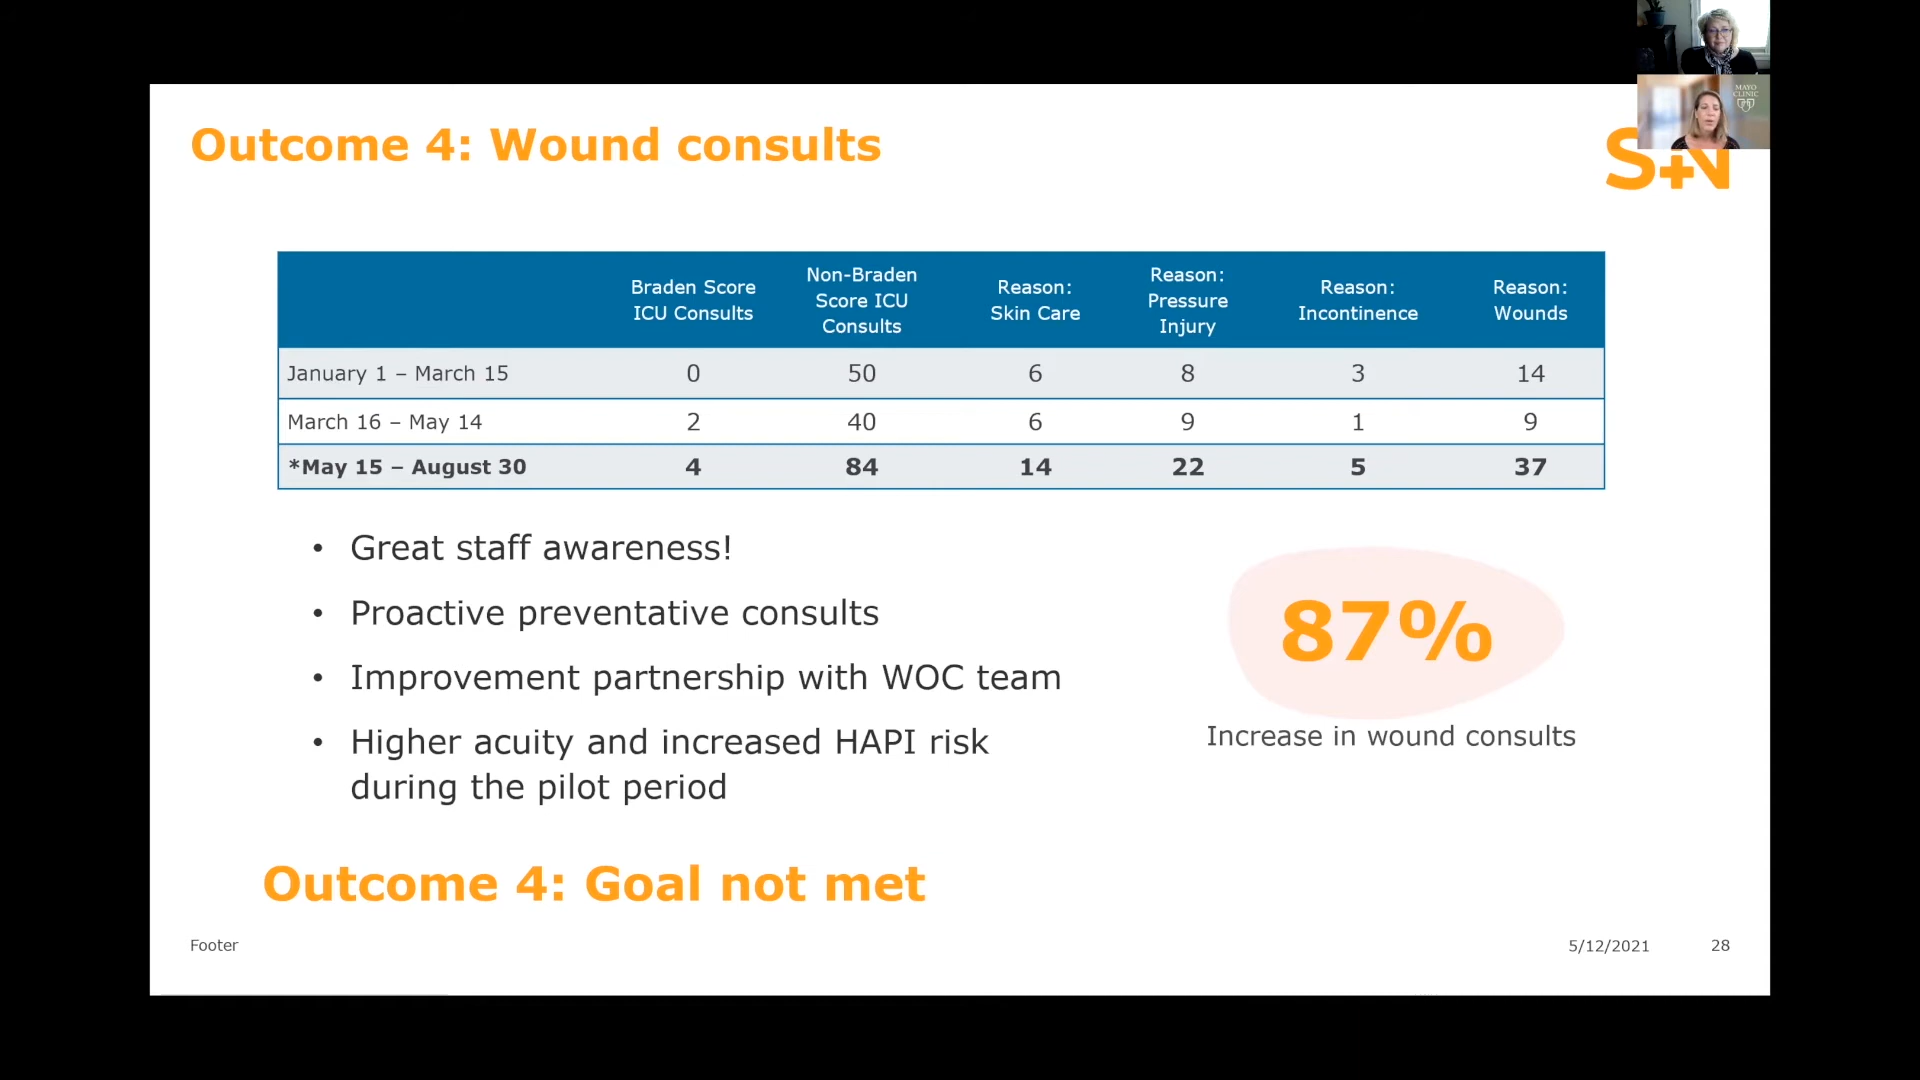 MAYO
CLINIC
Outcome 4: Wound consults
S+N
Braden Score
ICU Consults
Non-Braden
Score ICU
Consults
Reason:
Skin Care
Reason:
Pressure
Injury
Reason:
Incontinence
Reason:
Wounds
January 1 – March 15 0 50 6 8 3 14
March 16 – May 14 2 40 6 9 1 9
*May 15 – August 30 4 84 14 22 5 37
• Great staff awareness!
• Proactive preventative consults
• Improvement partnership with WOC team
• Higher acuity and increased HAPI risk
during the pilot period
87%
Increase in wound consults
Outcome 4: Goal not met
Footer
5/12/2021
28